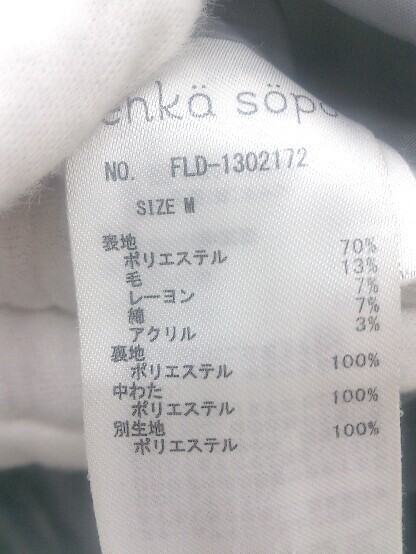 enkä söpo
NO. FLD-1302172
SIZE M
表地
ポリエステル 70%
毛 13%
レーヨン 7%
綿 7%
アクリル 3%
裏地
ポリエステル 100%
中わた
ポリエステル 100%
別生地
ポリエステル 100%